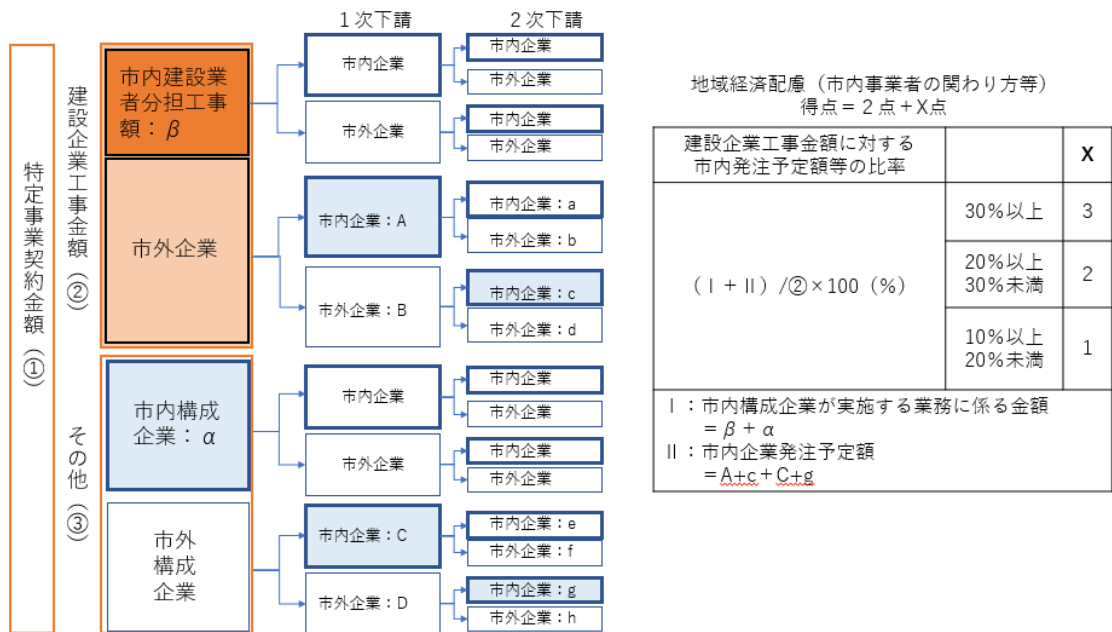 1次下請
2次下請
特定事業契約金額(①)
建設企業工事金額(②)
市内建設業
者分担工事
額:β
市内企業
市内企業
市外企業
市外企業
市内企業
市外企業
市外企業
市内企業:A
市内企業:a
市外企業:b
市外企業:B
市内企業:c
市外企業:d
その他(③)
市内構成
企業:α
市内企業
市内企業
市外企業
市外企業
市内企業
市外企業
市外
構成
企業
市内企業:C
市内企業:e
市外企業:f
市外企業:D
市内企業:g
市外企業:h
地域経済配慮(市内事業者の関わり方等)
得点=2点+X点
建設企業工事金額に対する
市内発注予定額等の比率
X
(Ⅰ+Ⅱ)/②×100(%)
30%以上
3
20%以上
30%未満
2
10%以上
20%未満
1
Ⅰ:市内構成企業が実施する業務に係る金額
=β+α
Ⅱ:市内企業発注予定額
=A+c+C+g